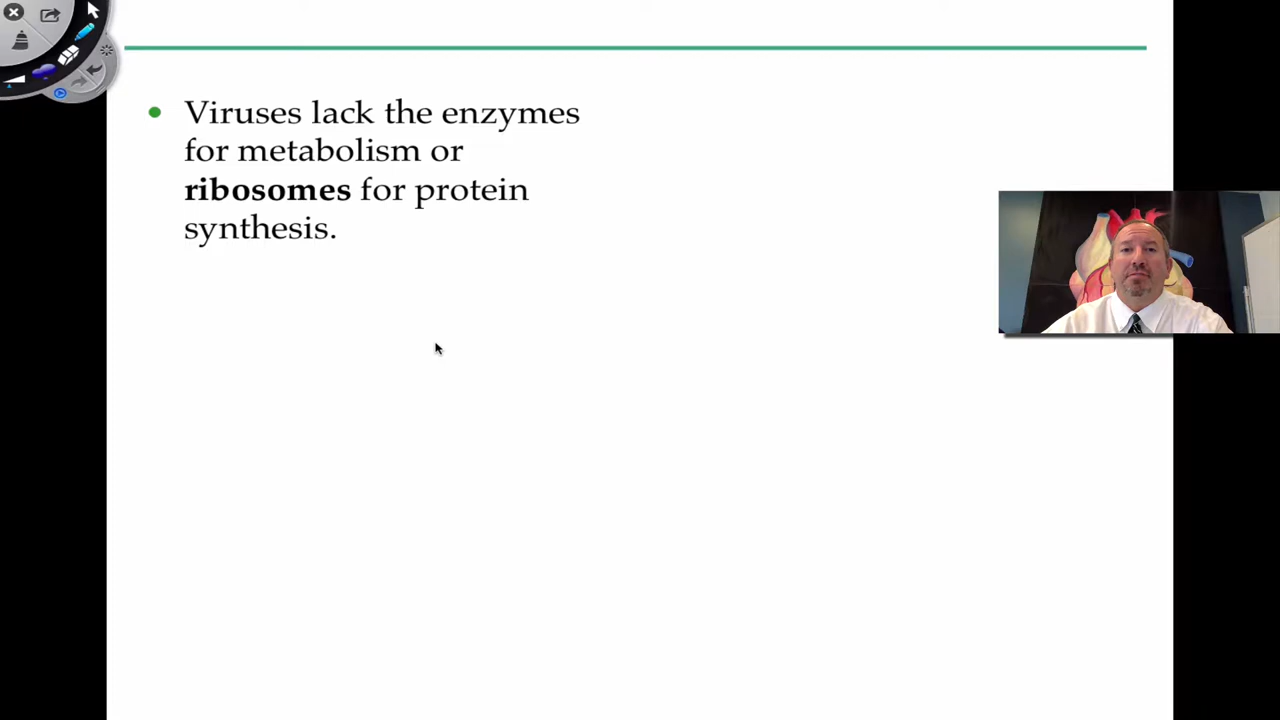 Viruses lack the enzymes
for metabolism or
ribosomes for protein
synthesis.